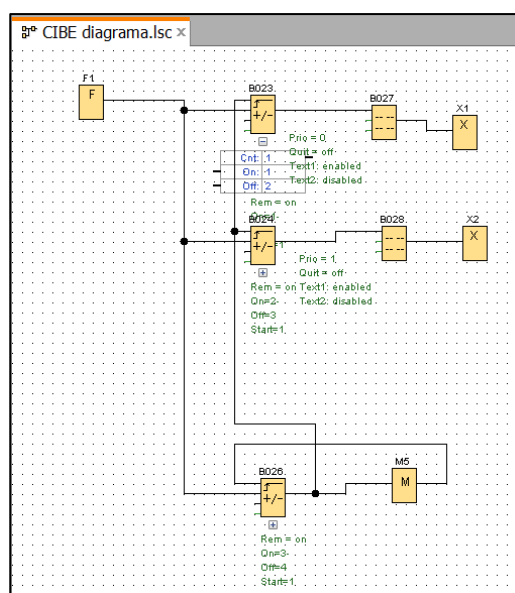 CIBE diagrama.lsc ×
F1
F
B023
+/-
B027
X1
X
Prio = 0
Quit = off
Text1: enabled
Text2: disabled
Cnt: 1
On: 1
Off: 2
Rem = on
B024
+/-
B028
X2
X
Prio = 1
Quit = off
Text1: enabled
Text2: disabled
Rem = on
On=2
Off=3
Start=1
B026
+/-
M5
M
Rem = on
On=3
Off=4
Start=1